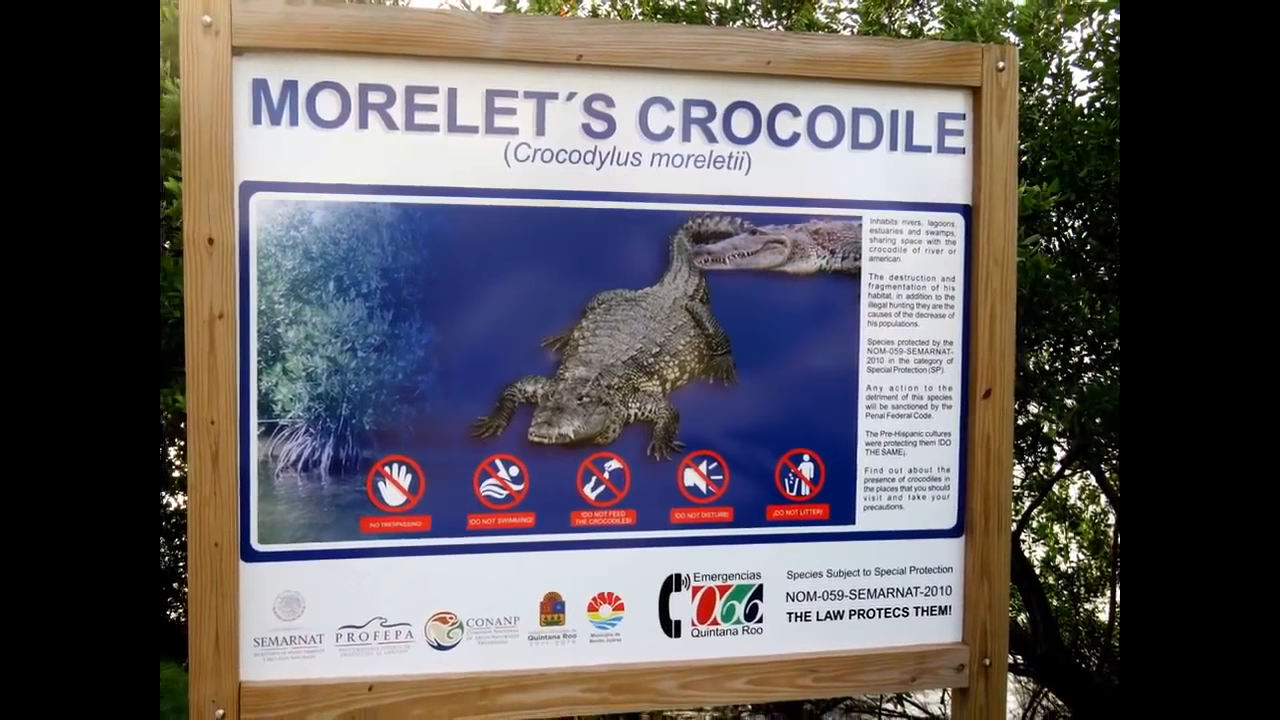 MORELET´S CROCODILE
(Crocodylus moreletii)
Inhabits rivers, lagoons,
estuaries and swamps,
sharing space with the
crocodile of river or
american.
The destruction and
fragmentation of his
habitat, in addition to the
illegal hunting they are the
causes of the decrease of
his populations.
Species protected by the
NOM-059-SEMARNAT-
2010 in the category of
Special Protection (SP).
Any action to the
detriment of this species
will be sanctioned by the
Penal Federal Code.
The Pre-Hispanic cultures
were protecting them !DO
THE SAME¡.
Find out about the
presence of crocodiles in
the places that you should
visit and take your
precautions.
!NO TRESPASSING!
!DO NOT SWIMMING!
!DO NOT FEED
THE CROCODILES!
!DO NOT DISTURB!
¡DO NOT LITTER!
SEMARNAT
PROFEPA
CONANP
Quintana Roo
Municipio de
Benito Juárez
Emergencias
066
Quintana Roo
Species Subject to Special Protection
NOM-059-SEMARNAT-2010
THE LAW PROTECS THEM!